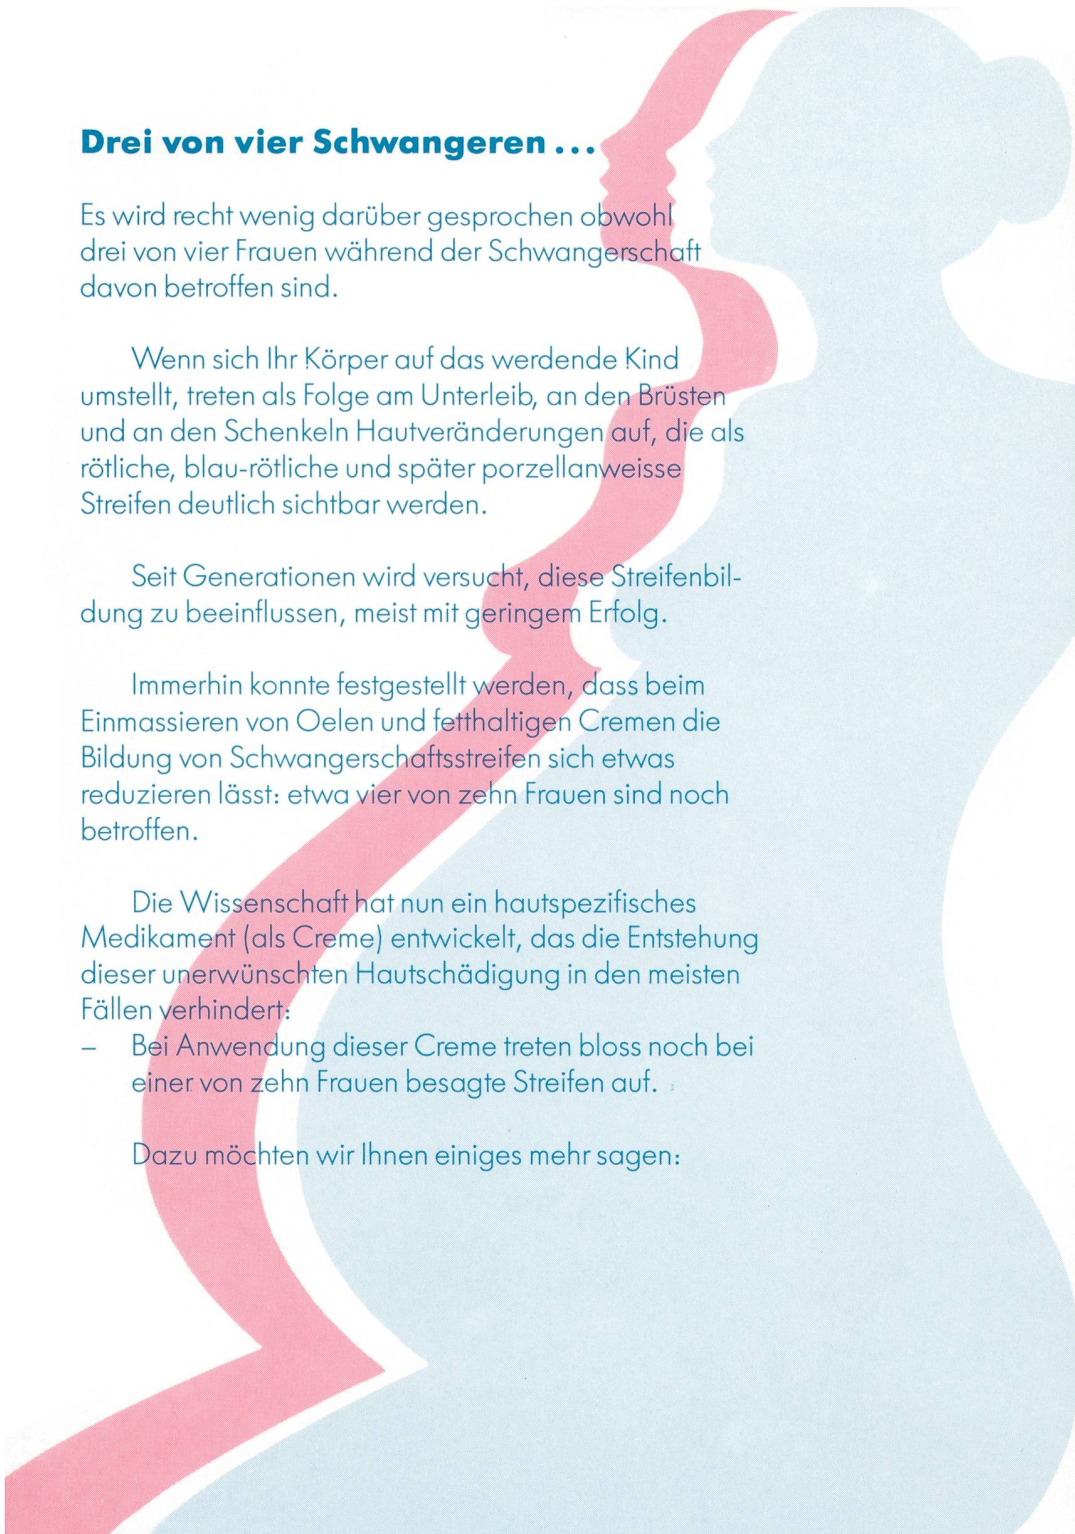 Drei von vier Schwangeren...
Es wird recht wenig darüber gesprochen obwohl
drei von vier Frauen während der Schwangerschaft
davon betroffen sind.
Wenn sich Ihr Körper auf das werdende Kind
umstellt, treten als Folge am Unterleib, an den Brüsten
und an den Schenkeln Hautveränderungen auf, die als
rötliche, blau-rötliche und später porzellanweisse
Streifen deutlich sichtbar werden.
Seit Generationen wird versucht, diese Streifenbil-
dung zu beeinflussen, meist mit geringem Erfolg.
Immerhin konnte festgestellt werden, dass beim
Einmassieren von Oelen und fetthaltigen Cremen die
Bildung von Schwangerschaftsstreifen sich etwas
reduzieren lässt: etwa vier von zehn Frauen sind noch
betroffen.
Die Wissenschaft hat nun ein hautspezifisches
Medikament (als Creme) entwickelt, das die Entstehung
dieser unerwünschten Hautschädigung in den meisten
Fällen verhindert:
– Bei Anwendung dieser Creme treten bloss noch bei
einer von zehn Frauen besagte Streifen auf.
Dazu möchten wir Ihnen einiges mehr sagen: